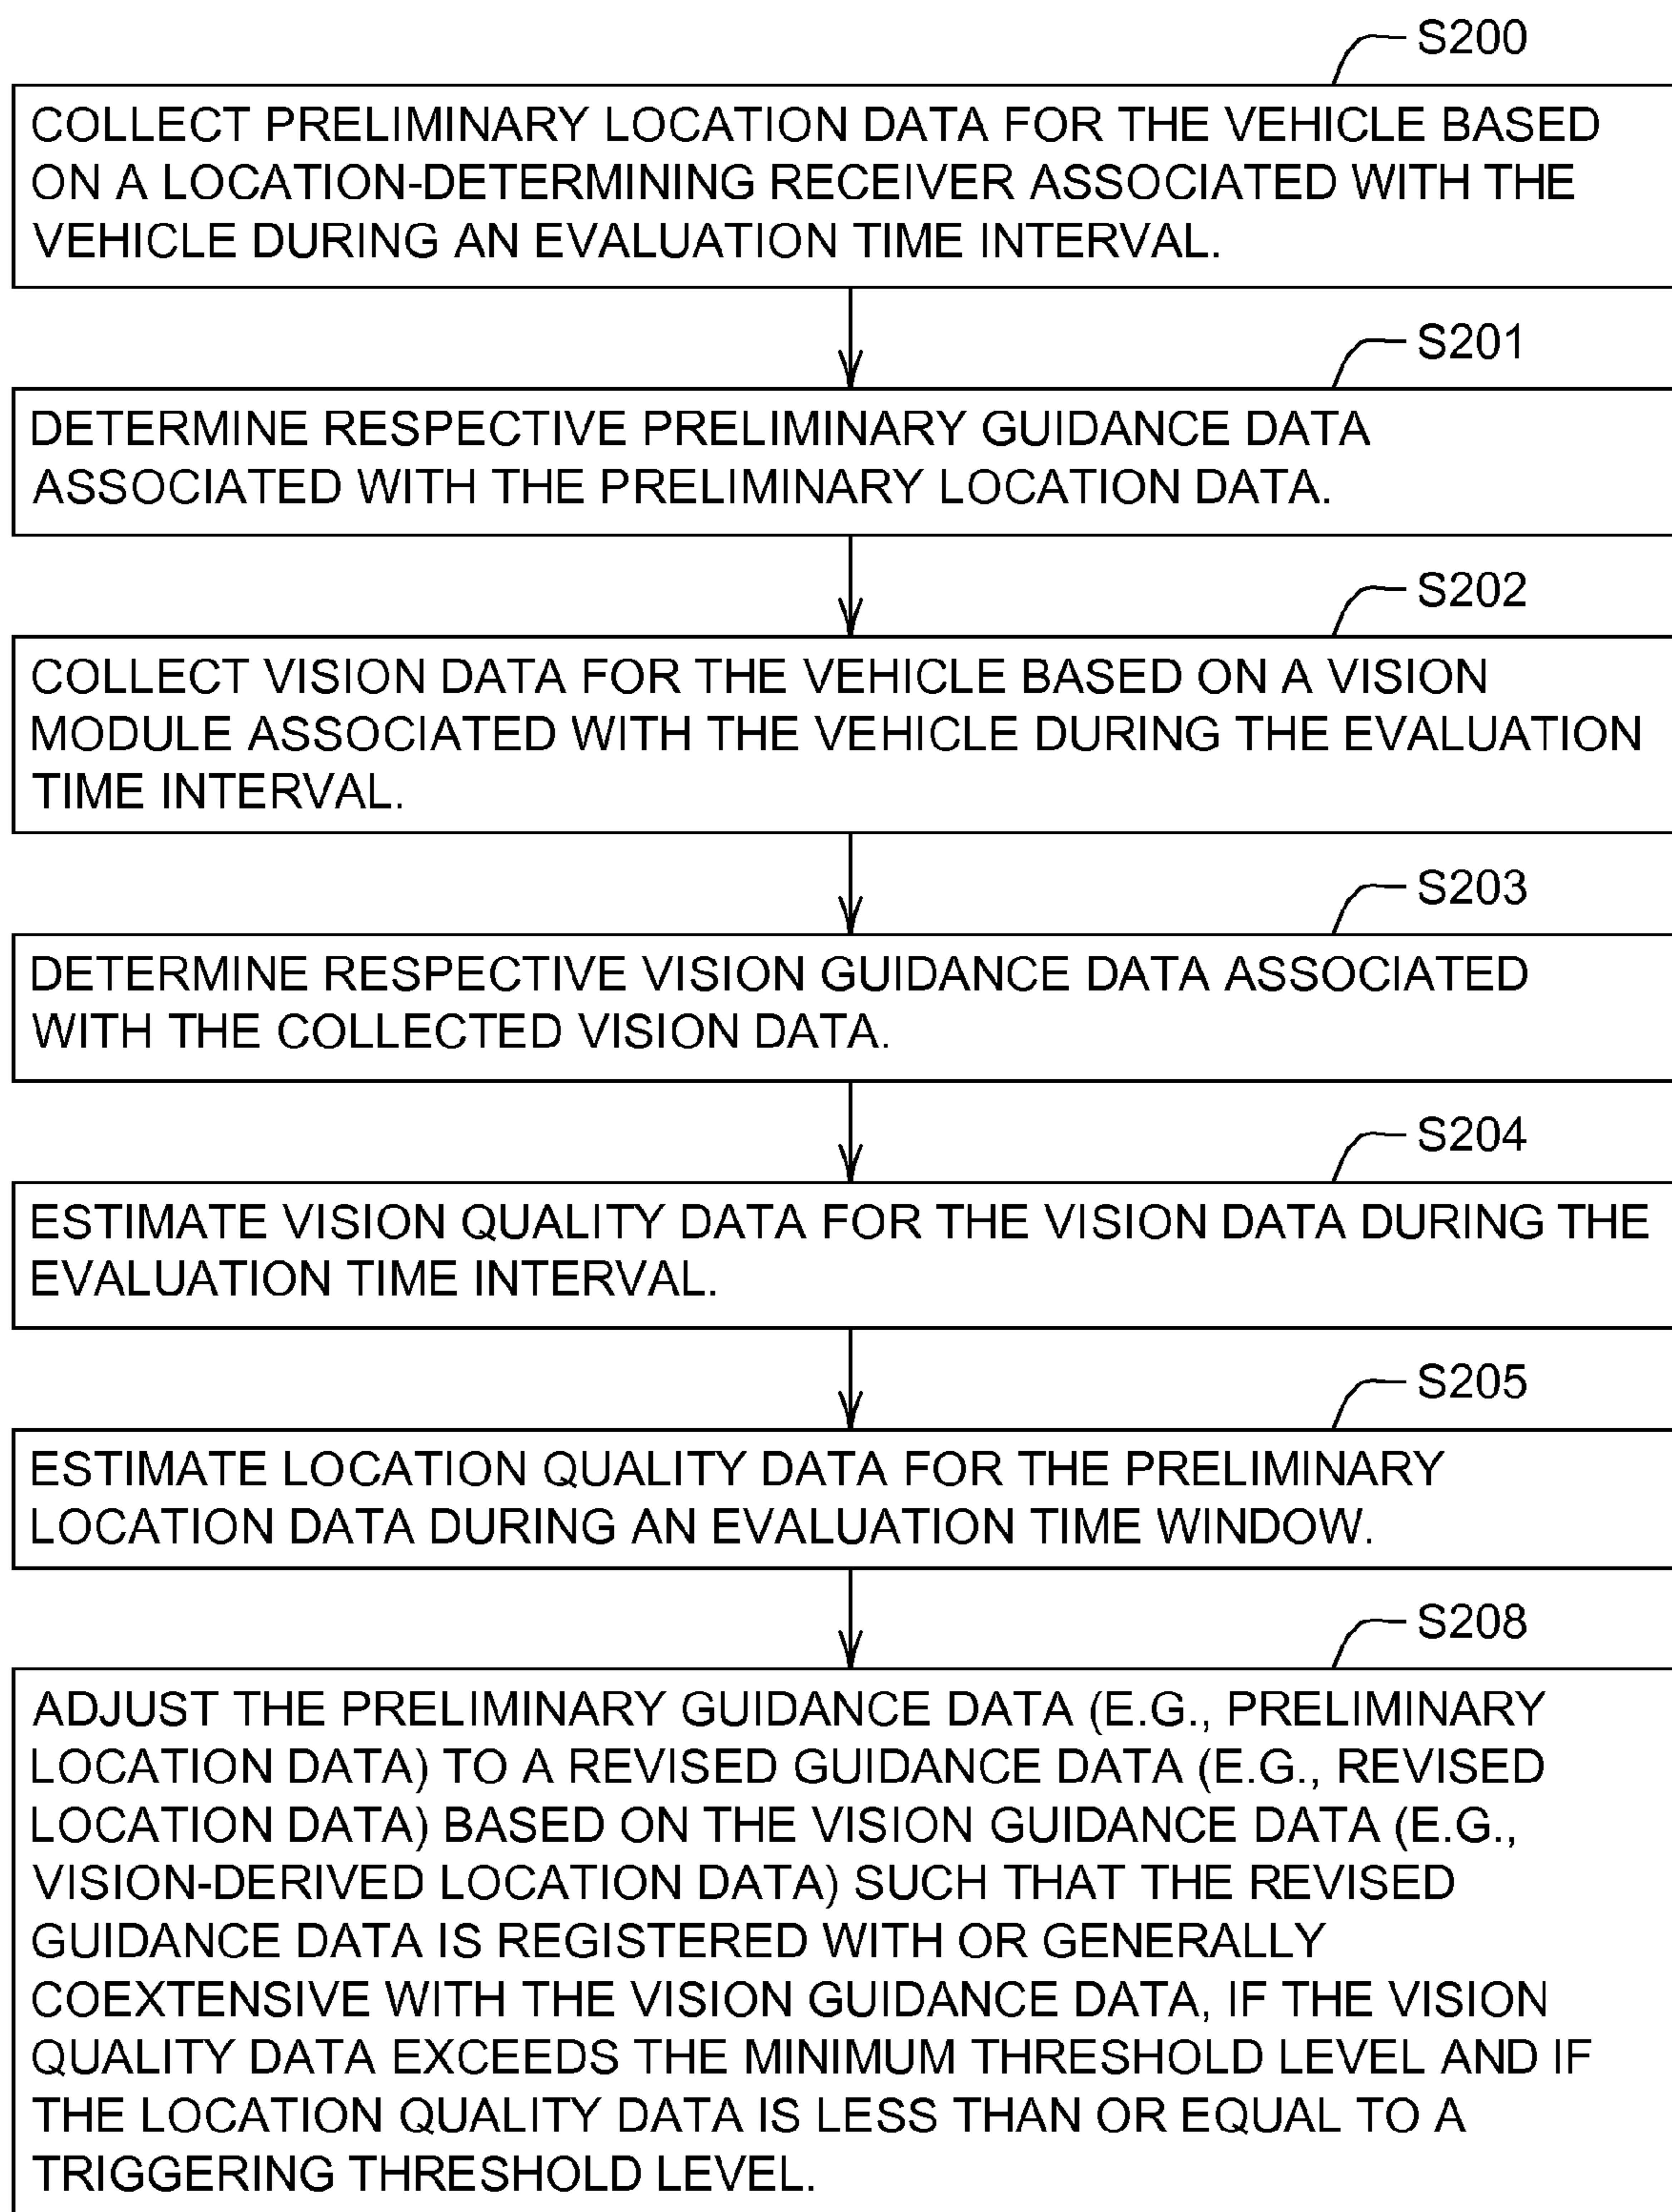 S200
COLLECT PRELIMINARY LOCATION DATA FOR THE VEHICLE BASED
ON A LOCATION-DETERMINING RECEIVER ASSOCIATED WITH THE
VEHICLE DURING AN EVALUATION TIME INTERVAL.
S201
DETERMINE RESPECTIVE PRELIMINARY GUIDANCE DATA
ASSOCIATED WITH THE PRELIMINARY LOCATION DATA.
S202
COLLECT VISION DATA FOR THE VEHICLE BASED ON A VISION
MODULE ASSOCIATED WITH THE VEHICLE DURING THE EVALUATION
TIME INTERVAL.
S203
DETERMINE RESPECTIVE VISION GUIDANCE DATA ASSOCIATED
WITH THE COLLECTED VISION DATA.
S204
ESTIMATE VISION QUALITY DATA FOR THE VISION DATA DURING THE
EVALUATION TIME INTERVAL.
S205
ESTIMATE LOCATION QUALITY DATA FOR THE PRELIMINARY
LOCATION DATA DURING AN EVALUATION TIME WINDOW.
S208
ADJUST THE PRELIMINARY GUIDANCE DATA (E.G., PRELIMINARY
LOCATION DATA) TO A REVISED GUIDANCE DATA (E.G., REVISED
LOCATION DATA) BASED ON THE VISION GUIDANCE DATA (E.G.,
VISION-DERIVED LOCATION DATA) SUCH THAT THE REVISED
GUIDANCE DATA IS REGISTERED WITH OR GENERALLY
COEXTENSIVE WITH THE VISION GUIDANCE DATA, IF THE VISION
QUALITY DATA EXCEEDS THE MINIMUM THRESHOLD LEVEL AND IF
THE LOCATION QUALITY DATA IS LESS THAN OR EQUAL TO A
TRIGGERING THRESHOLD LEVEL.